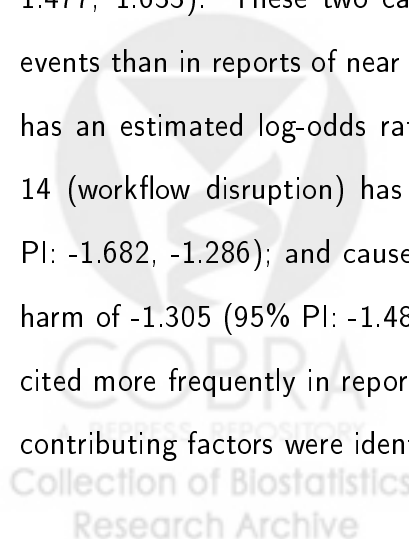 1.477, 1.653). These two ca
events than in reports of near
has an estimated log-odds ra
14 (workflow disruption) has
PI: -1.682, -1.286); and cause
harm of -1.305 (95% PI: -1.48
cited more frequently in repor
contributing factors were iden
COBRA
A BEPRESS REPOSITORY
Collection of Biostatistics
Research Archive